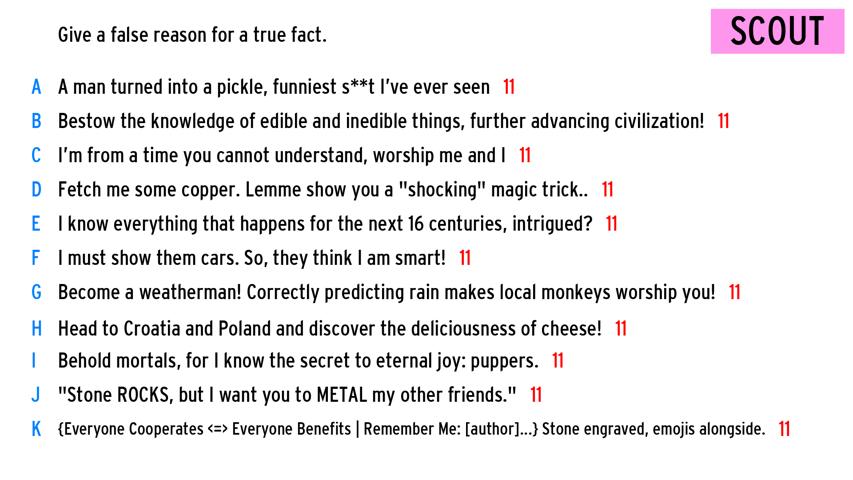 Give a false reason for a true fact.
SCOUT
A A man turned into a pickle, funniest s**t I've ever seen 11
B Bestow the knowledge of edible and inedible things, further advancing civilization! 11
C I'm from a time you cannot understand, worship me and I 11
D Fetch me some copper. Lemme show you a "shocking" magic trick.. 11
E I know everything that happens for the next 16 centuries, intrigued? 11
F I must show them cars. So, they think I am smart! 11
G Become a weatherman! Correctly predicting rain makes local monkeys worship you! 11
H Head to Croatia and Poland and discover the deliciousness of cheese! 11
I Behold mortals, for I know the secret to eternal joy: puppers. 11
J "Stone ROCKS, but I want you to METAL my other friends." 11
K {Everyone Cooperates <=> Everyone Benefits | Remember Me: [author]...} Stone engraved, emojis alongside. 11